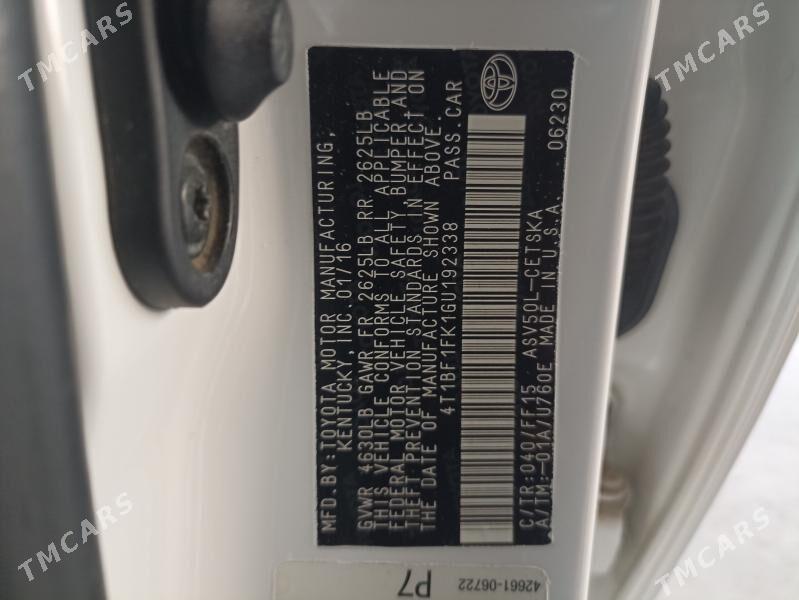 MFD.BY:TOYOTA MOTOR MANUFACTURING,
KENTUCKY, INC. 01/16
GVWR 4630LB GAWR FR 2625LB RR 2625LB
THIS VEHICLE CONFORMS TO ALL APPLICABLE
FEDERAL MOTOR VEHICLE SAFETY, BUMPER, AND
THEFT PREVENTION STANDARDS IN EFFECT ON
THE DATE OF MANUFACTURE SHOWN ABOVE.
4T1BF1FK1GU192338 PASS. CAR
C/TR:040/FF15 ASV50L-CETSKA 06230
A/TM:-01A/U760E MADE IN U.S.A.
42661-06722
P7
TMCARS
TMCARS
TMCARS
TMCARS
TMCARS
TMCARS
TMCARS